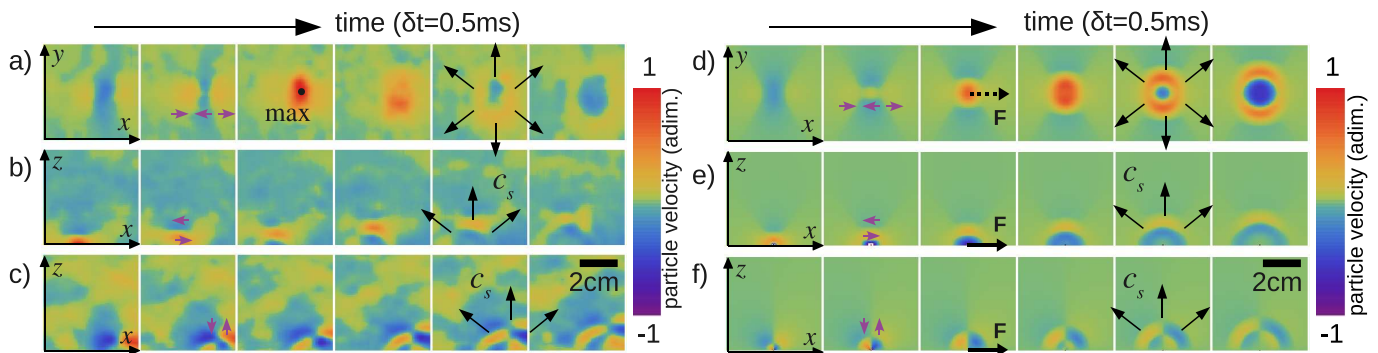 time (δt=0.5ms)
a) y x max
b) z x c_s
c) z x c_s 2cm
1
particle velocity (adim.)
-1
time (δt=0.5ms)
d) y x F
e) z x F c_s
f) z x F c_s 2cm
1
particle velocity (adim.)
-1